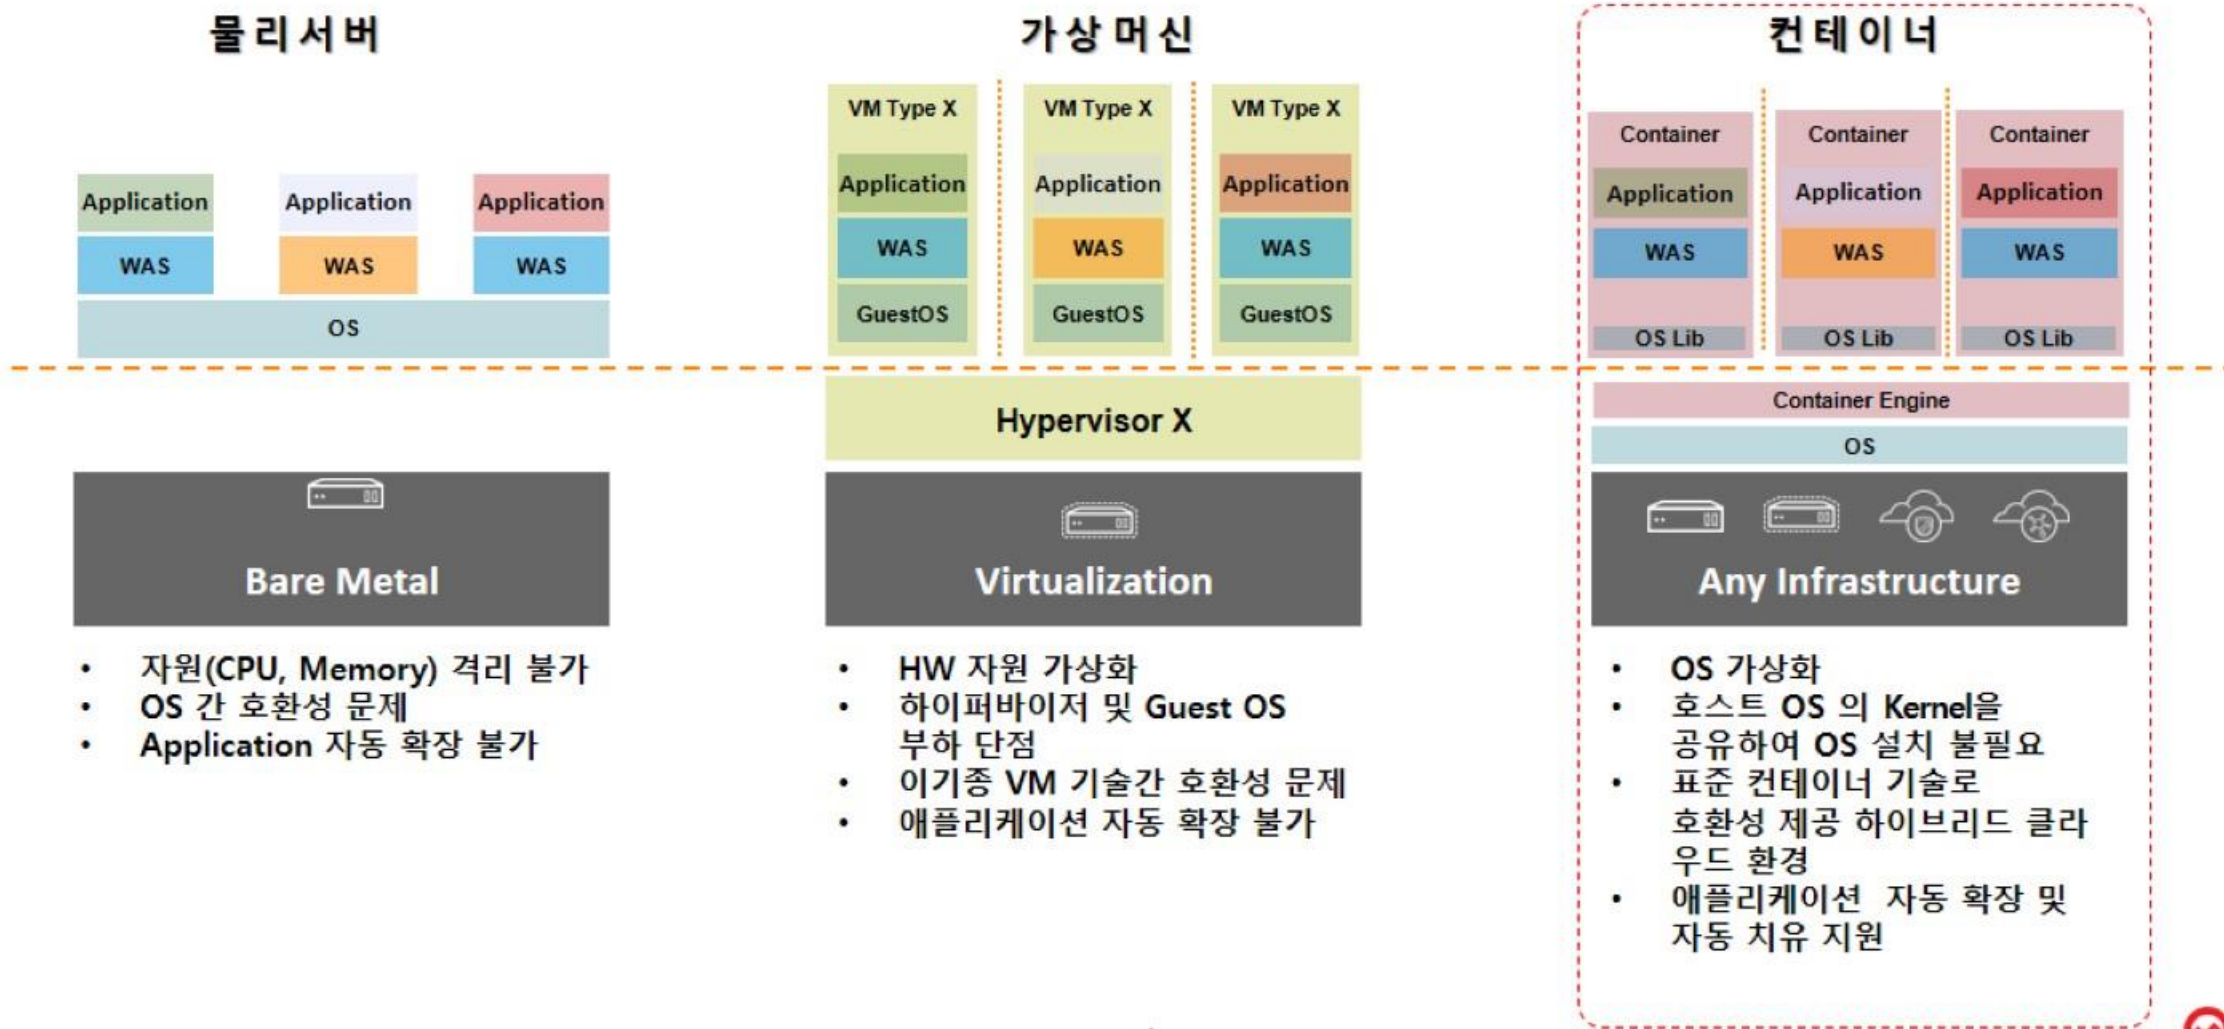 물리서버
Application
Application
Application
WAS
WAS
WAS
OS
Bare Metal
• 자원(CPU, Memory) 격리 불가
• OS 간 호환성 문제
• Application 자동 확장 불가
가상머신
VM Type X
VM Type X
VM Type X
Application
Application
Application
WAS
WAS
WAS
GuestOS
GuestOS
GuestOS
Hypervisor X
Virtualization
• HW 자원 가상화
• 하이퍼바이저 및 Guest OS
부하 단점
• 이기종 VM 기술간 호환성 문제
• 애플리케이션 자동 확장 불가
컨테이너
Container
Container
Container
Application
Application
Application
WAS
WAS
WAS
OS Lib
OS Lib
OS Lib
Container Engine
OS
Any Infrastructure
• OS 가상화
• 호스트 OS 의 Kernel을
공유하여 OS 설치 불필요
• 표준 컨테이너 기술로
호환성 제공 하이브리드 클라
우드 환경
• 애플리케이션 자동 확장 및
자동 치유 지원